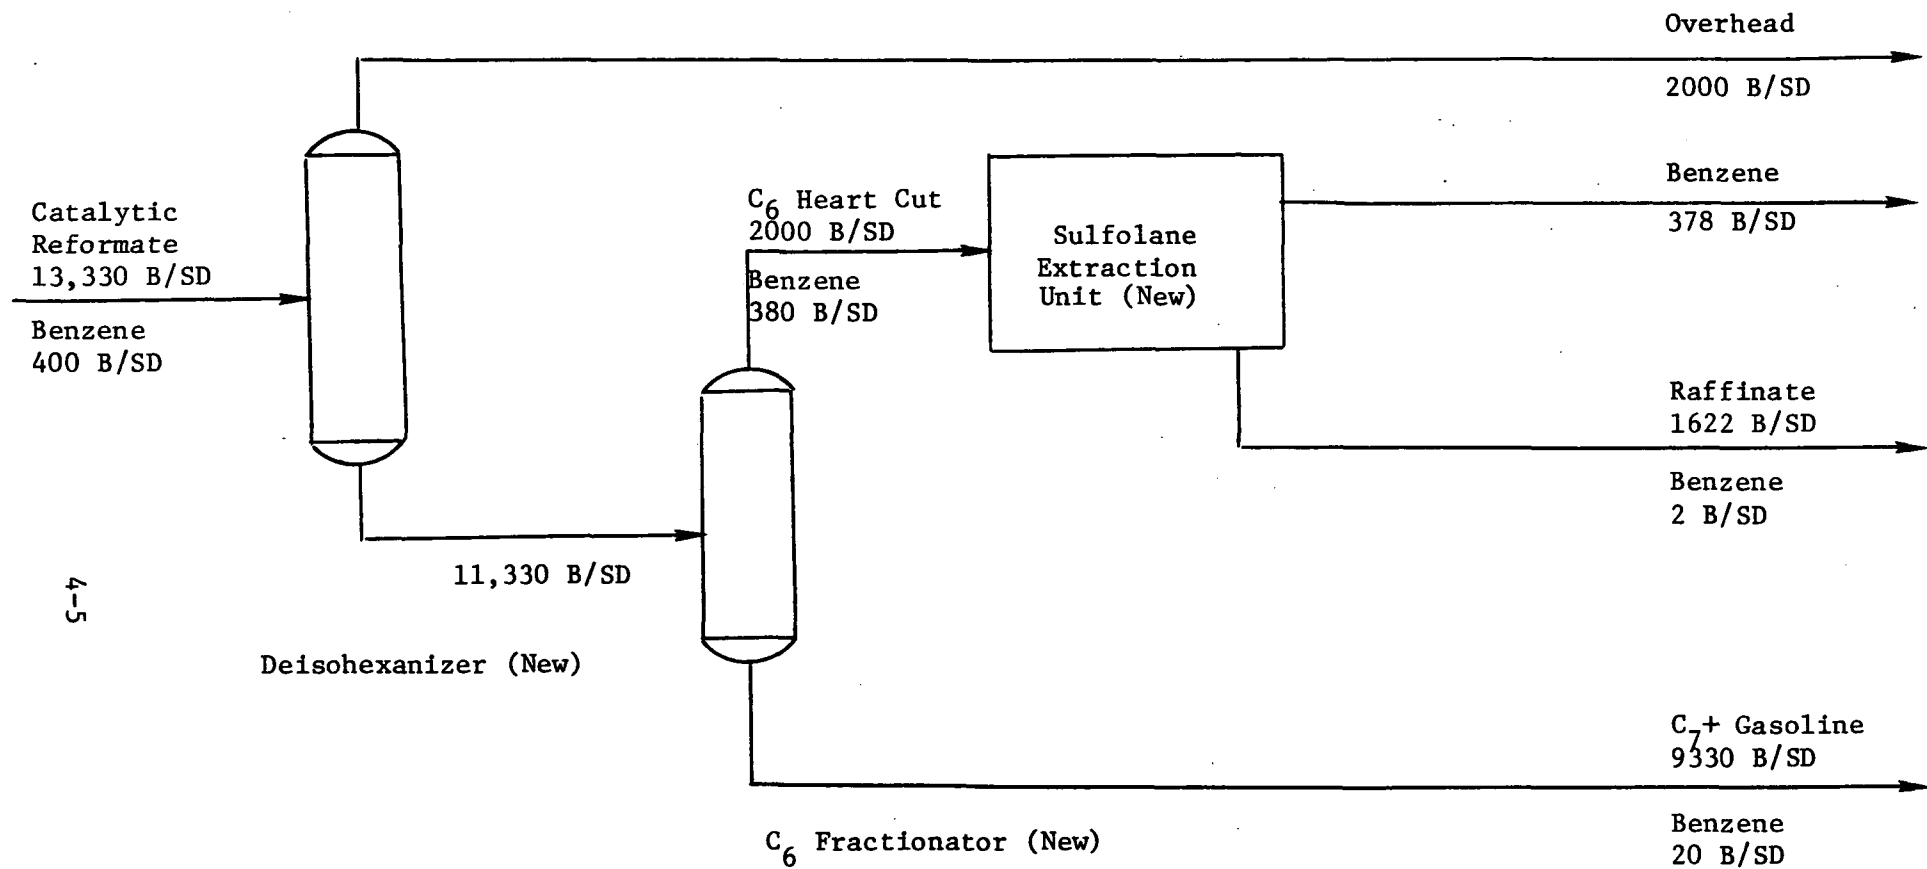 Overhead
2000 B/SD
Catalytic
Reformate
13,330 B/SD
Benzene
400 B/SD
C6 Heart Cut
2000 B/SD
Benzene
380 B/SD
Sulfolane
Extraction
Unit (New)
Benzene
378 B/SD
Raffinate
1622 B/SD
Benzene
2 B/SD
11,330 B/SD
Deisohexanizer (New)
C7+ Gasoline
9330 B/SD
Benzene
20 B/SD
C6 Fractionator (New)
4-5